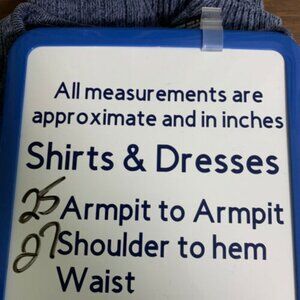 All measurements are
approximate and in inches
Shirts & Dresses
25 Armpit to Armpit
27 Shoulder to hem
Waist